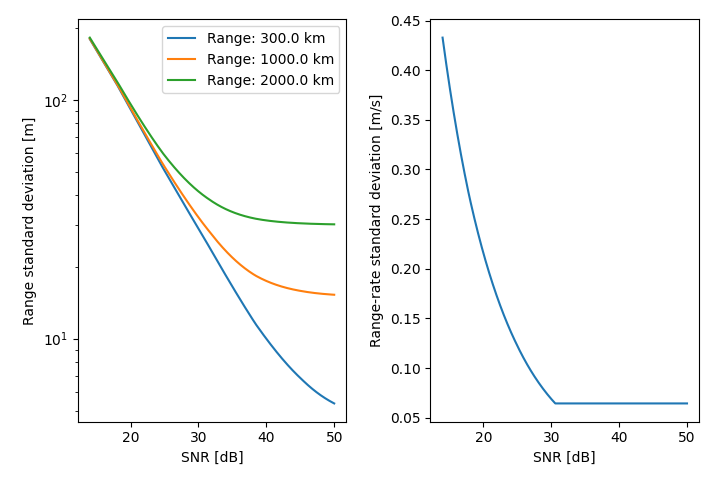 Range: 300.0 km
Range: 1000.0 km
Range: 2000.0 km
10²
10¹
Range standard deviation [m]
20 30 40 50
SNR [dB]
0.45
0.40
0.35
0.30
0.25
0.20
0.15
0.10
0.05
Range-rate standard deviation [m/s]
20 30 40 50
SNR [dB]